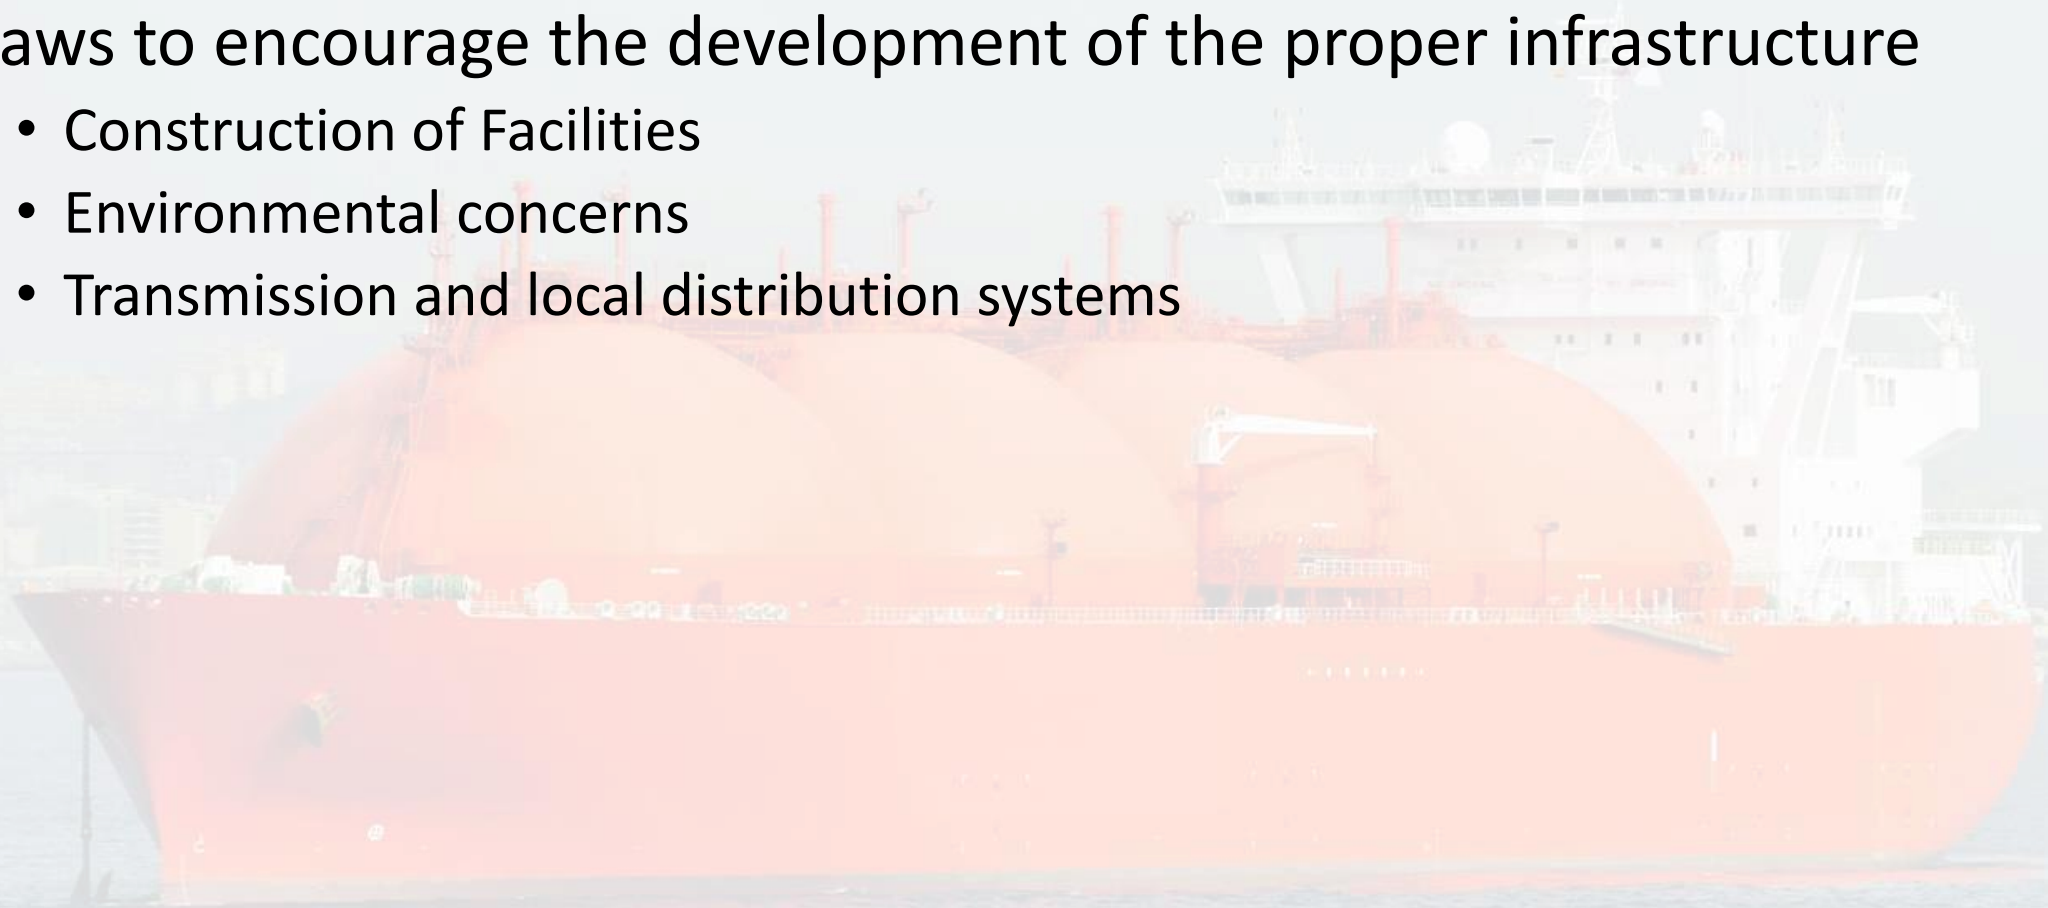 aws to encourage the development of the proper infrastructure
• Construction of Facilities
• Environmental concerns
• Transmission and local distribution systems